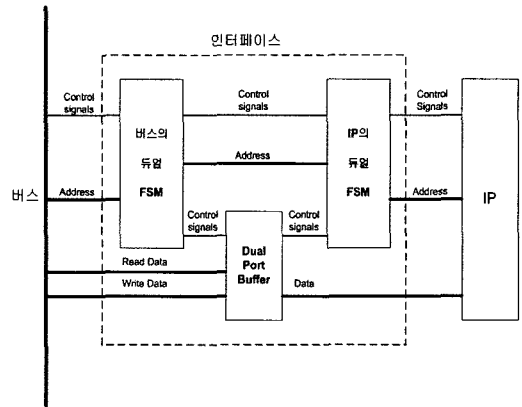 인터페이스
Control
signals
Control
signals
Control
Signals
버스의
듀얼
FSM
IP의
듀얼
FSM
Address
Address
Address
버스
IP
Control
signals
Control
signals
Dual
Port
Buffer
Read Data
Write Data
Data